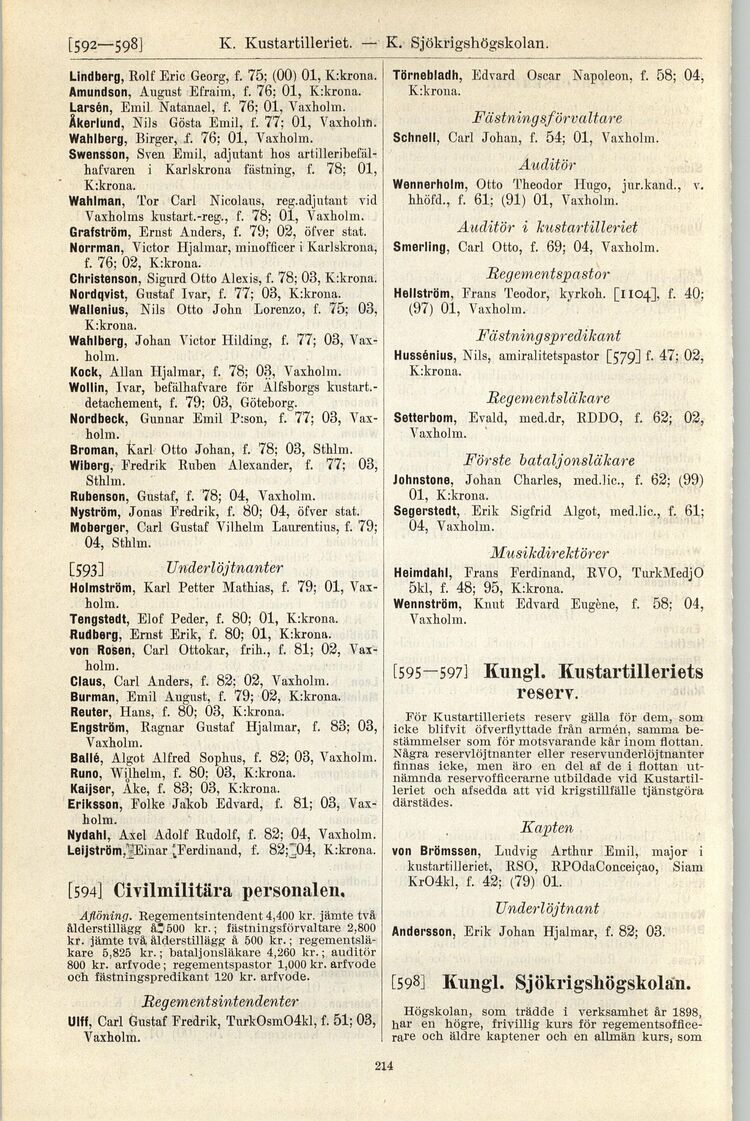 [592—598] K. Kustartilleriet. — K. Sjökrigshögskolan.
Lindberg, Rolf Eric Georg, f. 75; (00) 01, K:krona.
Amundson, August Efraim, f. 76; 01, K:krona.
Larsén, Emil Natanael, f. 76; 01, Vaxholm.
Åkerlund, Nils Gösta Emil, f. 77; 01, Vaxholm.
Wahlberg, Birger, f. 76; 01, Vaxholm.
Swensson, Sven Emil, adjutant hos artilleribefäl-
hafvaren i Karlskrona fästning, f. 78; 01,
K:krona.
Wahlman, Tor Carl Nicolaus, reg.adjutant vid
Vaxholms kustart.-reg., f. 78; 01, Vaxholm.
Grafström, Ernst Anders, f. 79; 02, öfver stat.
Norrman, Victor Hjalmar, minofficer i Karlskrona,
f. 76; 02, K:krona.
Christenson, Sigurd Otto Alexis, f. 78; 03, K:krona.
Nordqvist, Gustaf Ivar, f. 77; 03, K:krona.
Wallenius, Nils Otto John Lorenzo, f. 75; 03,
K:krona.
Wahlberg, Johan Victor Hilding, f. 77; 03, Vax-
holm.
Kock, Allan Hjalmar, f. 78; 03, Vaxholm.
Wollin, Ivar, befälhafvare för Älfsborgs kustart.-
detachement, f. 79; 03, Göteborg.
Nordbeck, Gunnar Emil P:son, f. 77; 03, Vax-
holm.
Broman, Karl Otto Johan, f. 78; 03, Sthlm.
Wiberg, Fredrik Ruben Alexander, f. 77; 03,
Sthlm.
Rubenson, Gustaf, f. 78; 04, Vaxholm.
Nyström, Jonas Fredrik, f. 80; 04, öfver stat.
Moberger, Carl Gustaf Vilhelm Laurentius, f. 79;
04, Sthlm.
[593] Underlöjtnanter
Holmström, Karl Petter Mathias, f. 79; 01, Vax-
holm.
Tengstedt, Elof Peder, f. 80; 01, K:krona.
Rudberg, Ernst Erik, f. 80; 01, K:krona.
von Rosen, Carl Ottokar, frih., f. 81; 02, Vax-
holm.
Claus, Carl Anders, f. 82; 02, Vaxholm.
Burman, Emil August, f. 79; 02, K:krona.
Reuter, Hans, f. 80; 03, K:krona.
Engström, Ragnar Gustaf Hjalmar, f. 83; 03,
Vaxholm.
Ballé, Algot Alfred Sophus, f. 82; 03, Vaxholm.
Runo, Wilhelm, f. 80; 03, K:krona.
Kaijser, Åke, f. 83; 03, K:krona.
Eriksson, Folke Jakob Edvard, f. 81; 03, Vax-
holm.
Nydahl, Axel Adolf Rudolf, f. 82; 04, Vaxholm.
Leijström, Einar Ferdinand, f. 82; 04, K:krona.
[594] Civilmilitära personalen.
Aflöning. Regementsintendent 4,400 kr. jämte två
ålderstillägg à 500 kr.; fästningsförvaltare 2,800
kr. jämte två ålderstillägg à 500 kr.; regementslä-
kare 5,825 kr.; bataljonsläkare 4,260 kr.; auditör
800 kr. arfvode; regementspastor 1,000 kr. arfvode
och fästningspredikant 120 kr. arfvode.
Regementsintendenter
Ulff, Carl Gustaf Fredrik, TurkOsmO4kl, f. 51; 03,
Vaxholm.
Törnebladh, Edvard Oscar Napoleon, f. 58; 04,
K:krona.
Fästningsförvaltare
Schnell, Carl Johan, f. 54; 01, Vaxholm.
Auditör
Wennerholm, Otto Theodor Hugo, jur.kand., v.
hhöfd., f. 61; (91) 01, Vaxholm.
Auditör i kustartilleriet
Smerling, Carl Otto, f. 69; 04, Vaxholm.
Regementspastor
Hellström, Frans Teodor, kyrkoh. [1104], f. 40;
(97) 01, Vaxholm.
Fästningspredikant
Hussénius, Nils, amiralitetspastor [579] f. 47; 02,
K:krona.
Regementsläkare
Setterbom, Evald, med.dr, RDDO, f. 62; 02,
Vaxholm.
Förste bataljonsläkare
Johnstone, Johan Charles, med.lic., f. 62; (99)
01, K:krona.
Segerstedt, Erik Sigfrid Algot, med.lic., f. 61;
04, Vaxholm.
Musikdirektörer
Heimdahl, Frans Ferdinand, RVO, TurkMedjO
5kl, f. 48; 95, K:krona.
Wennström, Knut Edvard Eugène, f. 58; 04,
Vaxholm.
[595—597] Kungl. Kustartilleriets
reserv.
För Kustartilleriets reserv gälla för dem, som
icke blifvit öfverflyttade från armén, samma be-
stämmelser som för motsvarande kår inom flottan.
Några reservlöjtnanter eller reservunderlöjtnanter
finnas icke, men äro en del af de i flottan ut-
nämnda reservofficerarne utbildade vid Kustartil-
leriet och afsedda att vid krigstillfälle tjänstgöra
därstädes.
Kapten
von Brömssen, Ludvig Arthur Emil, major i
kustartilleriet, RSO, RPOdaConceiçao, Siam
KrO4kl, f. 42; (79) 01.
Underlöjtnant
Andersson, Erik Johan Hjalmar, f. 82; 03.
[598] Kungl. Sjökrigshögskolan.
Högskolan, som trädde i verksamhet år 1898,
har en högre, frivillig kurs för regementsoffice-
rare och äldre kaptener och en allmän kurs, som
214